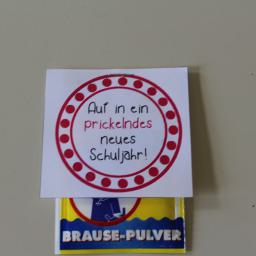 Auf in ein
prickelndes
neues
Schuljahr!
BRAUSE-PULVER